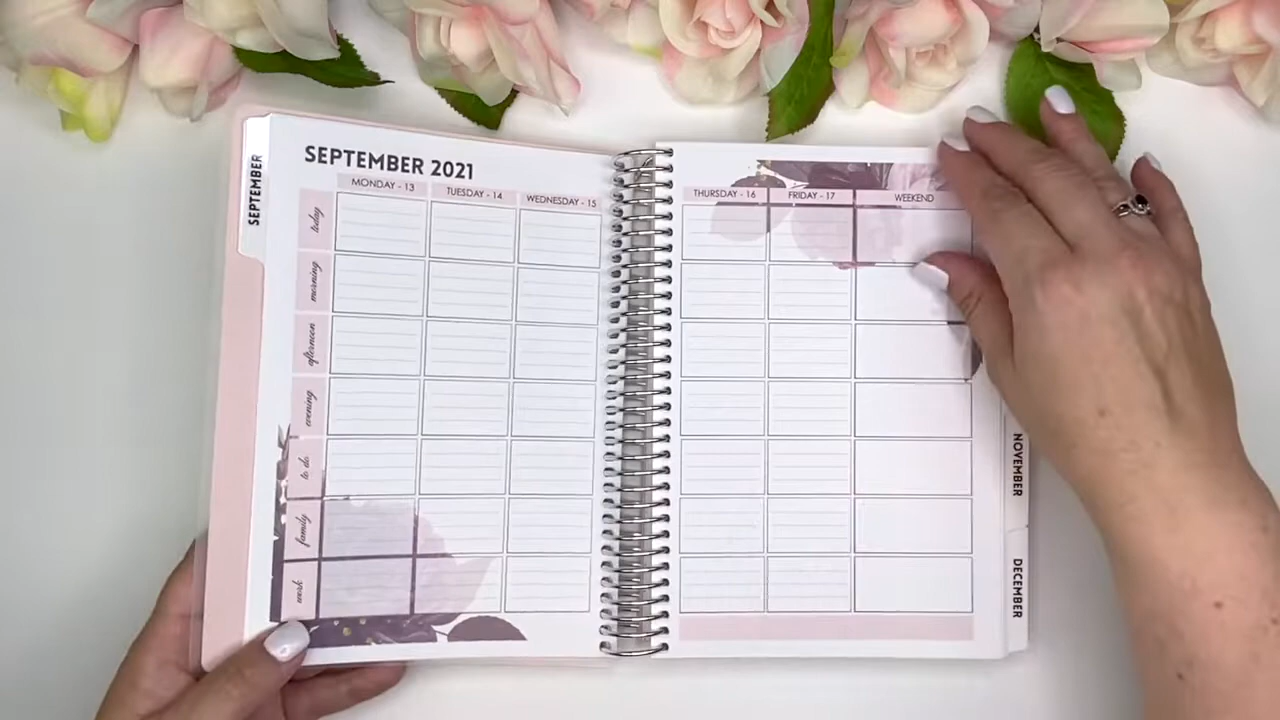 SEPTEMBER
SEPTEMBER 2021
MONDAY - 13
TUESDAY - 14
WEDNESDAY - 15
today
morning
afternoon
evening
to do
family
THURSDAY - 16
FRIDAY - 17
WEEKEND
NOVEMBER
DECEMBER